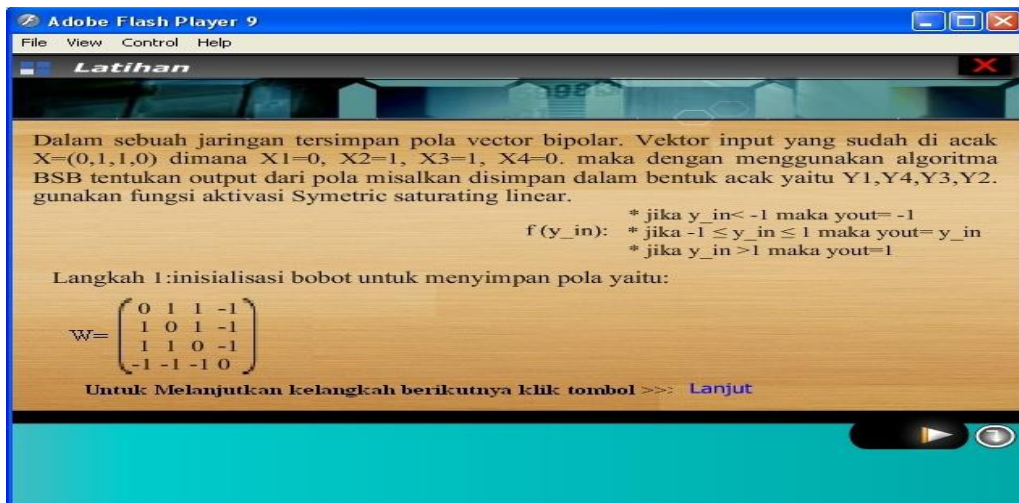 Adobe Flash Player 9
File View Control Help
Latihan
Dalam sebuah jaringan tersimpan pola vector bipolar. Vektor input yang sudah di acak
X=(0,1,1,0) dimana X1=0, X2=1, X3=1, X4=0. maka dengan menggunakan algoritma
BSB tentukan output dari pola misalkan disimpan dalam bentuk acak yaitu Y1,Y4,Y3,Y2.
gunakan fungsi aktivasi Symetric saturating linear.
* jika y_in< -1 maka yout= -1
f (y_in): * jika -1 ≤ y_in ≤ 1 maka yout= y_in
* jika y_in >1 maka yout=1
Langkah 1:inisialisasi bobot untuk menyimpan pola yaitu:
0 1 1 -1
W= 1 0 1 -1
1 1 0 -1
-1 -1 -1 0
Untuk Melanjutkan kelangkah berikutnya klik tombol >>: Lanjut